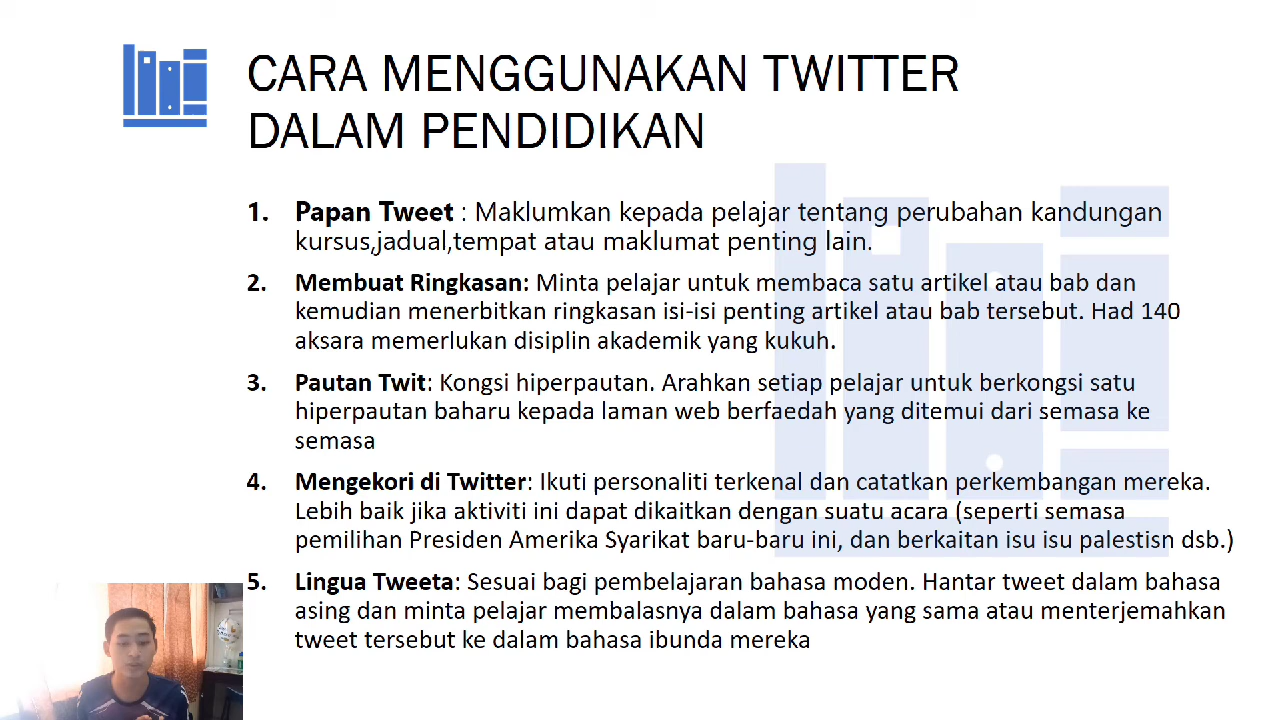 CARA MENGGUNAKAN TWITTER
DALAM PENDIDIKAN
1. Papan Tweet : Maklumkan kepada pelajar tentang perubahan kandungan
kursus,jadual,tempat atau maklumat penting lain.
2. Membuat Ringkasan: Minta pelajar untuk membaca satu artikel atau bab dan
kemudian menerbitkan ringkasan isi-isi penting artikel atau bab tersebut. Had 140
aksara memerlukan disiplin akademik yang kukuh.
3. Pautan Twit: Kongsi hiperpautan. Arahkan setiap pelajar untuk berkongsi satu
hiperpautan baharu kepada laman web berfaedah yang ditemui dari semasa ke
semasa
4. Mengekori di Twitter: Ikuti personaliti terkenal dan catatkan perkembangan mereka.
Lebih baik jika aktiviti ini dapat dikaitkan dengan suatu acara (seperti semasa
pemilihan Presiden Amerika Syarikat baru-baru ini, dan berkaitan isu isu palestisn dsb.)
5. Lingua Tweeta: Sesuai bagi pembelajaran bahasa moden. Hantar tweet dalam bahasa
asing dan minta pelajar membalasnya dalam bahasa yang sama atau menterjemahkan
tweet tersebut ke dalam bahasa ibunda mereka